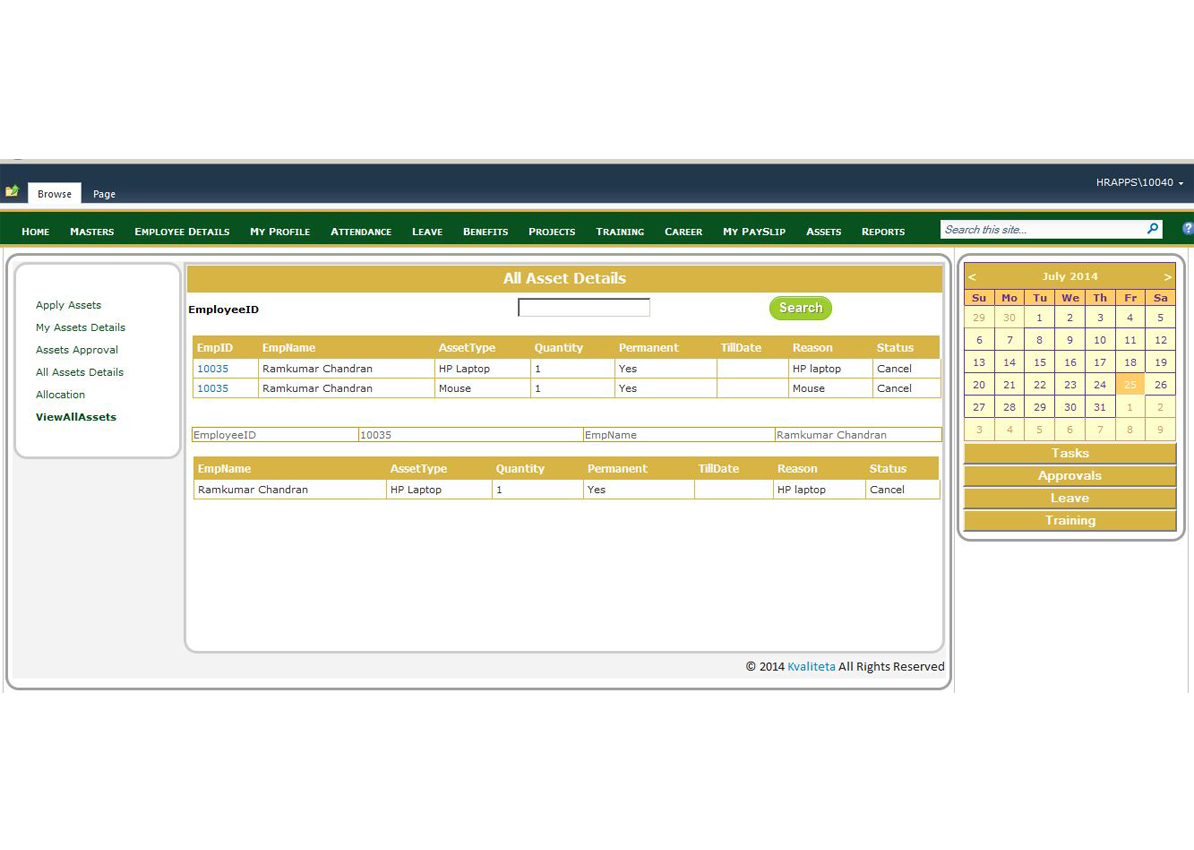 HRAPPS\10040
Browse Page
HOME MASTERS EMPLOYEE DETAILS MY PROFILE ATTENDANCE LEAVE BENEFITS PROJECTS TRAINING CAREER MY PAYSLIP ASSETS REPORTS Search this site... ?
Apply Assets
My Assets Details
Assets Approval
All Assets Details
Allocation
ViewAllAssets
All Asset Details
EmployeeID Search
EmpID EmpName AssetType Quantity Permanent TillDate Reason Status
10035 Ramkumar Chandran HP Laptop 1 Yes HP laptop Cancel
10035 Ramkumar Chandran Mouse 1 Yes Mouse Cancel
EmployeeID 10035 EmpName Ramkumar Chandran
EmpName AssetType Quantity Permanent TillDate Reason Status
Ramkumar Chandran HP Laptop 1 Yes HP laptop Cancel
© 2014 Kvaliteta All Rights Reserved
< July 2014 >
Su Mo Tu We Th Fr Sa
29 30 1 2 3 4 5
6 7 8 9 10 11 12
13 14 15 16 17 18 19
20 21 22 23 24 25 26
27 28 29 30 31 1 2
3 4 5 6 7 8 9
Tasks
Approvals
Leave
Training